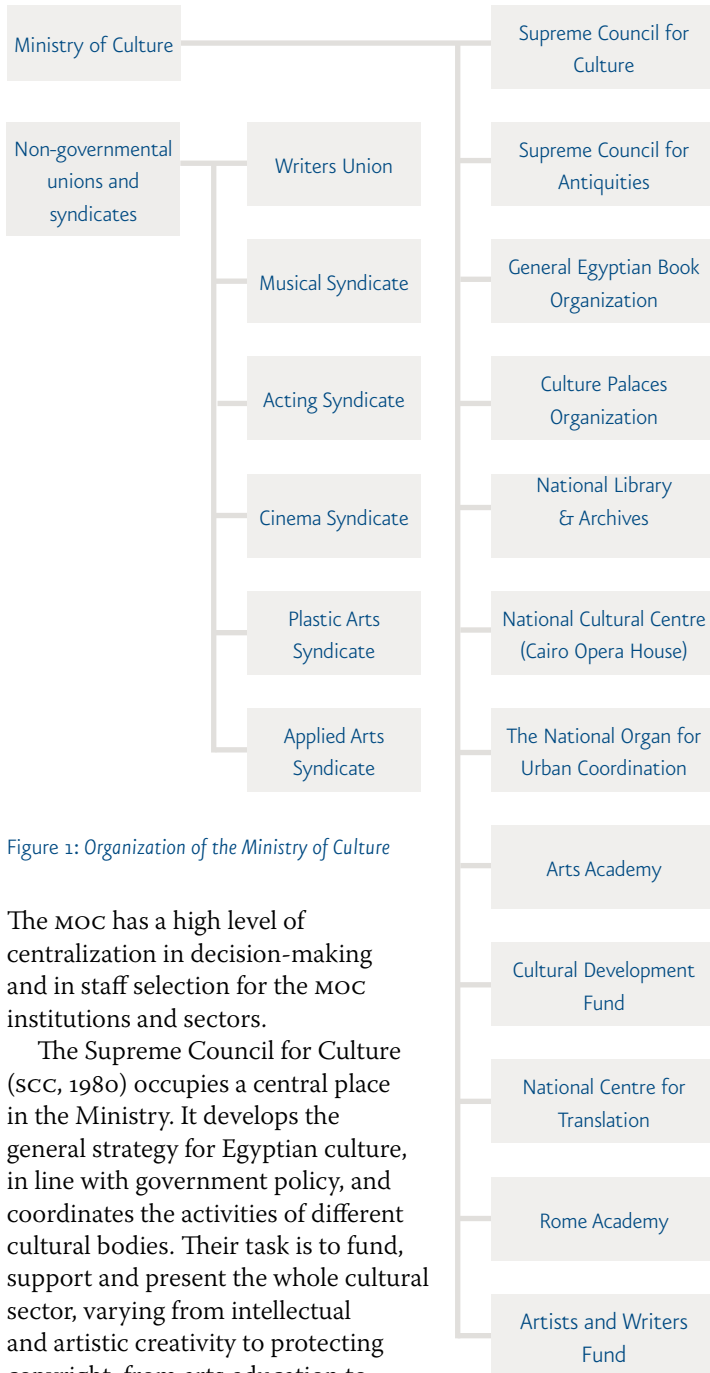 Ministry of Culture
Non-governmental
unions and
syndicates
Writers Union
Musical Syndicate
Acting Syndicate
Cinema Syndicate
Plastic Arts
Syndicate
Applied Arts
Syndicate
Supreme Council for
Culture
Supreme Council for
Antiquities
General Egyptian Book
Organization
Culture Palaces
Organization
National Library
& Archives
National Cultural Centre
(Cairo Opera House)
The National Organ for
Urban Coordination
Arts Academy
Cultural Development
Fund
National Centre for
Translation
Rome Academy
Artists and Writers
Fund
Figure 1: Organization of the Ministry of Culture
The MOC has a high level of
centralization in decision-making
and in staff selection for the MOC
institutions and sectors.
The Supreme Council for Culture
(SCC, 1980) occupies a central place
in the Ministry. It develops the
general strategy for Egyptian culture,
in line with government policy, and
coordinates the activities of different
cultural bodies. Their task is to fund,
support and present the whole cultural
sector, varying from intellectual
and artistic creativity to protecting
copyright, from arts education to